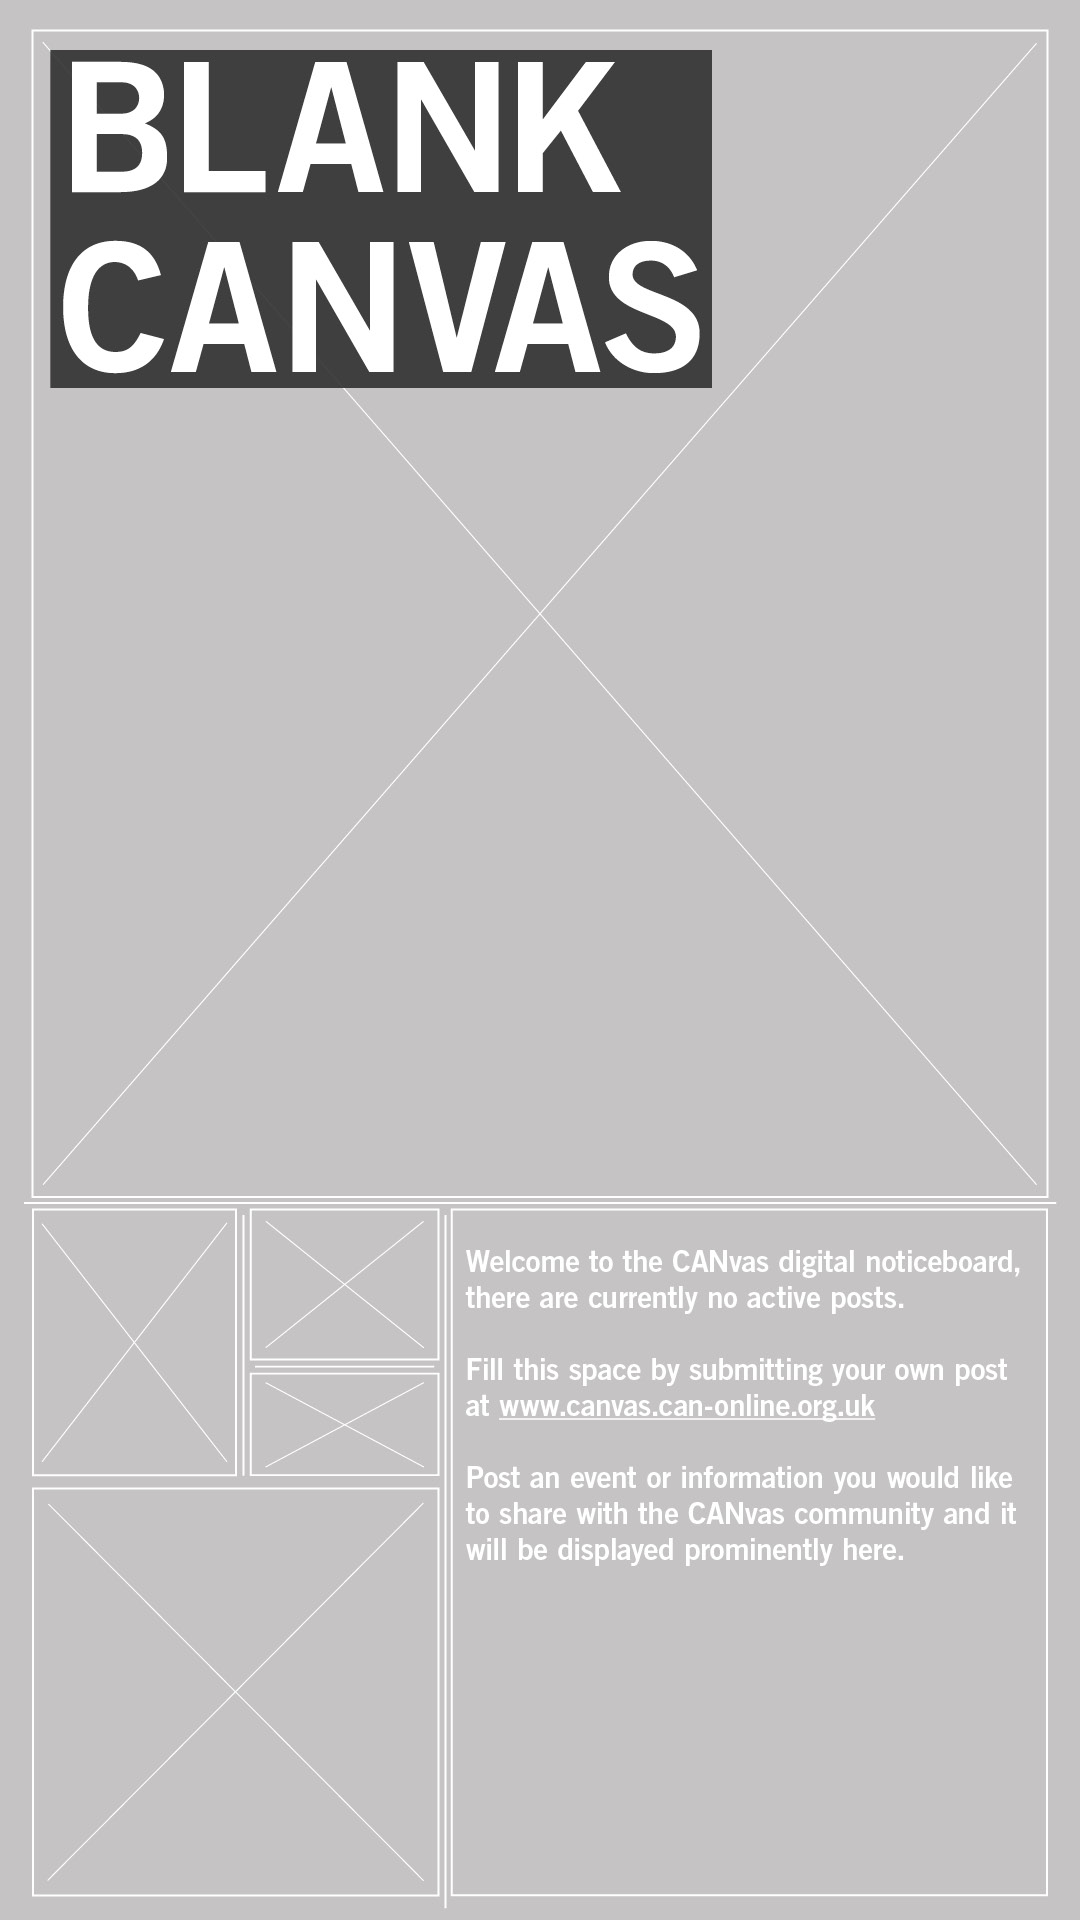 BLANK
CANVAS
Welcome to the CANvas digital noticeboard,
there are currently no active posts.
Fill this space by submitting your own post
at www.canvas.can-online.org.uk
Post an event or information you would like
to share with the CANvas community and it
will be displayed prominently here.